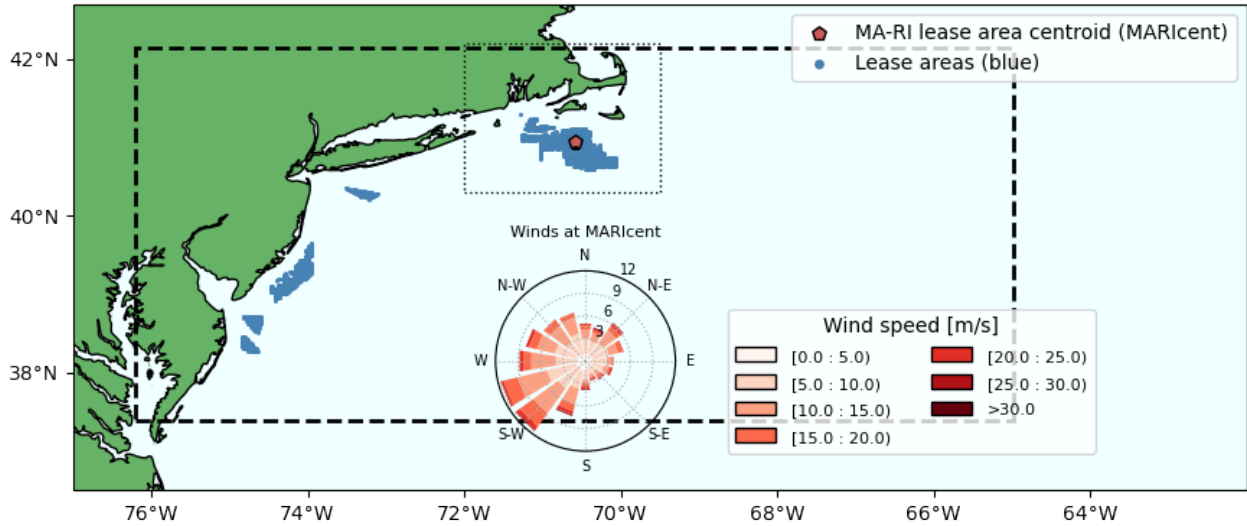 MA-RI lease area centroid (MARIcent)
Lease areas (blue)
42°N
40°N
38°N
Winds at MARIcent
N
N-W
N-E
12
9
6
3
W
E
S-W
S-E
S
Wind speed [m/s]
[0.0 : 5.0)
[20.0 : 25.0)
[5.0 : 10.0)
[25.0 : 30.0)
[10.0 : 15.0)
>30.0
[15.0 : 20.0)
76°W
74°W
72°W
70°W
68°W
66°W
64°W